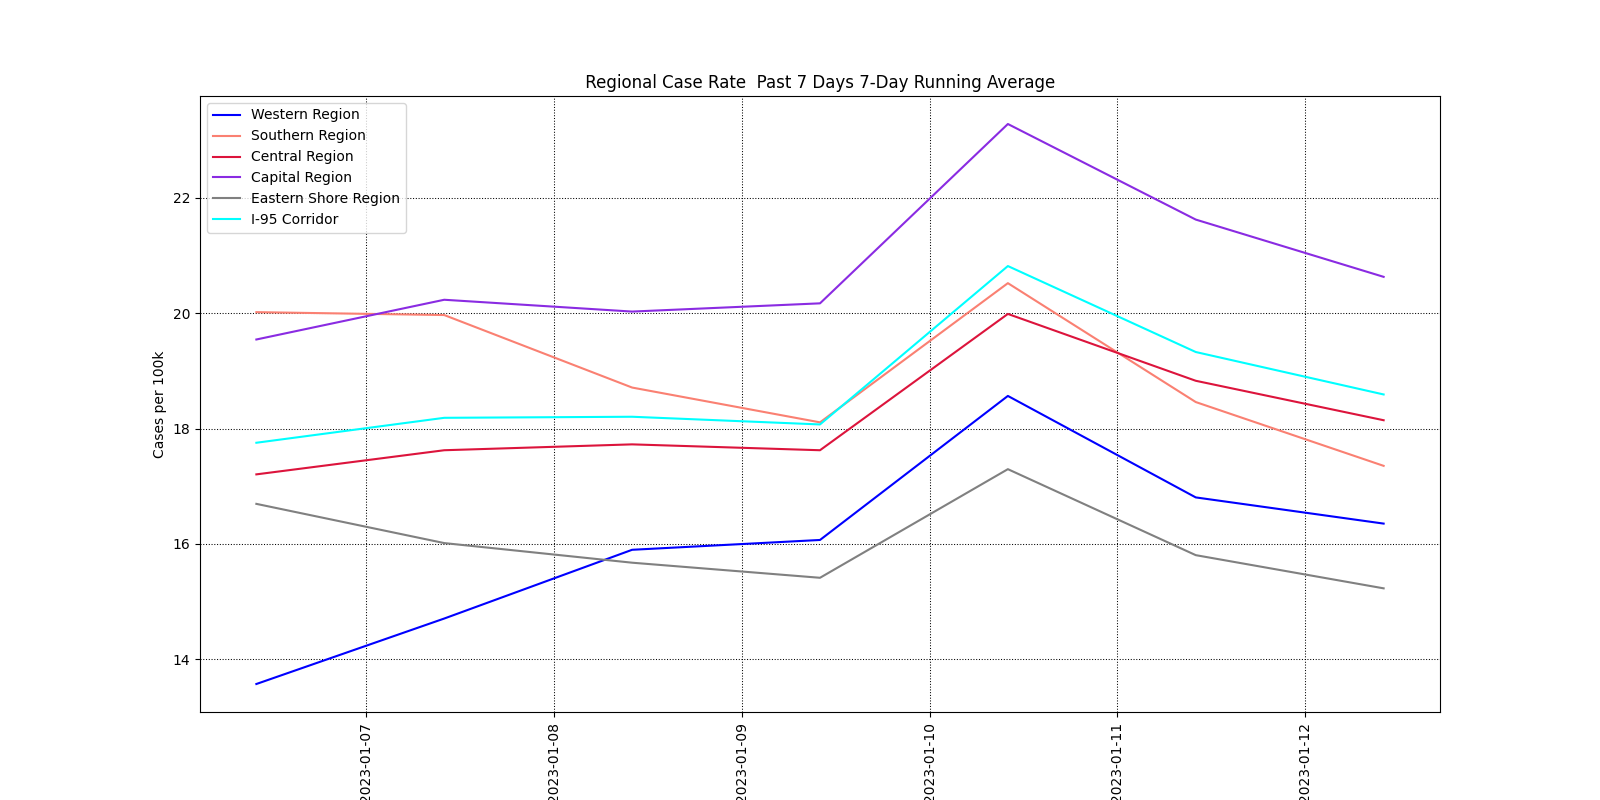 Regional Case Rate  Past 7 Days 7-Day Running Average
Western Region
Southern Region
Central Region
Capital Region
Eastern Shore Region
I-95 Corridor
Cases per 100k
22
20
18
16
14
2023-01-07
2023-01-08
2023-01-09
2023-01-10
2023-01-11
2023-01-12